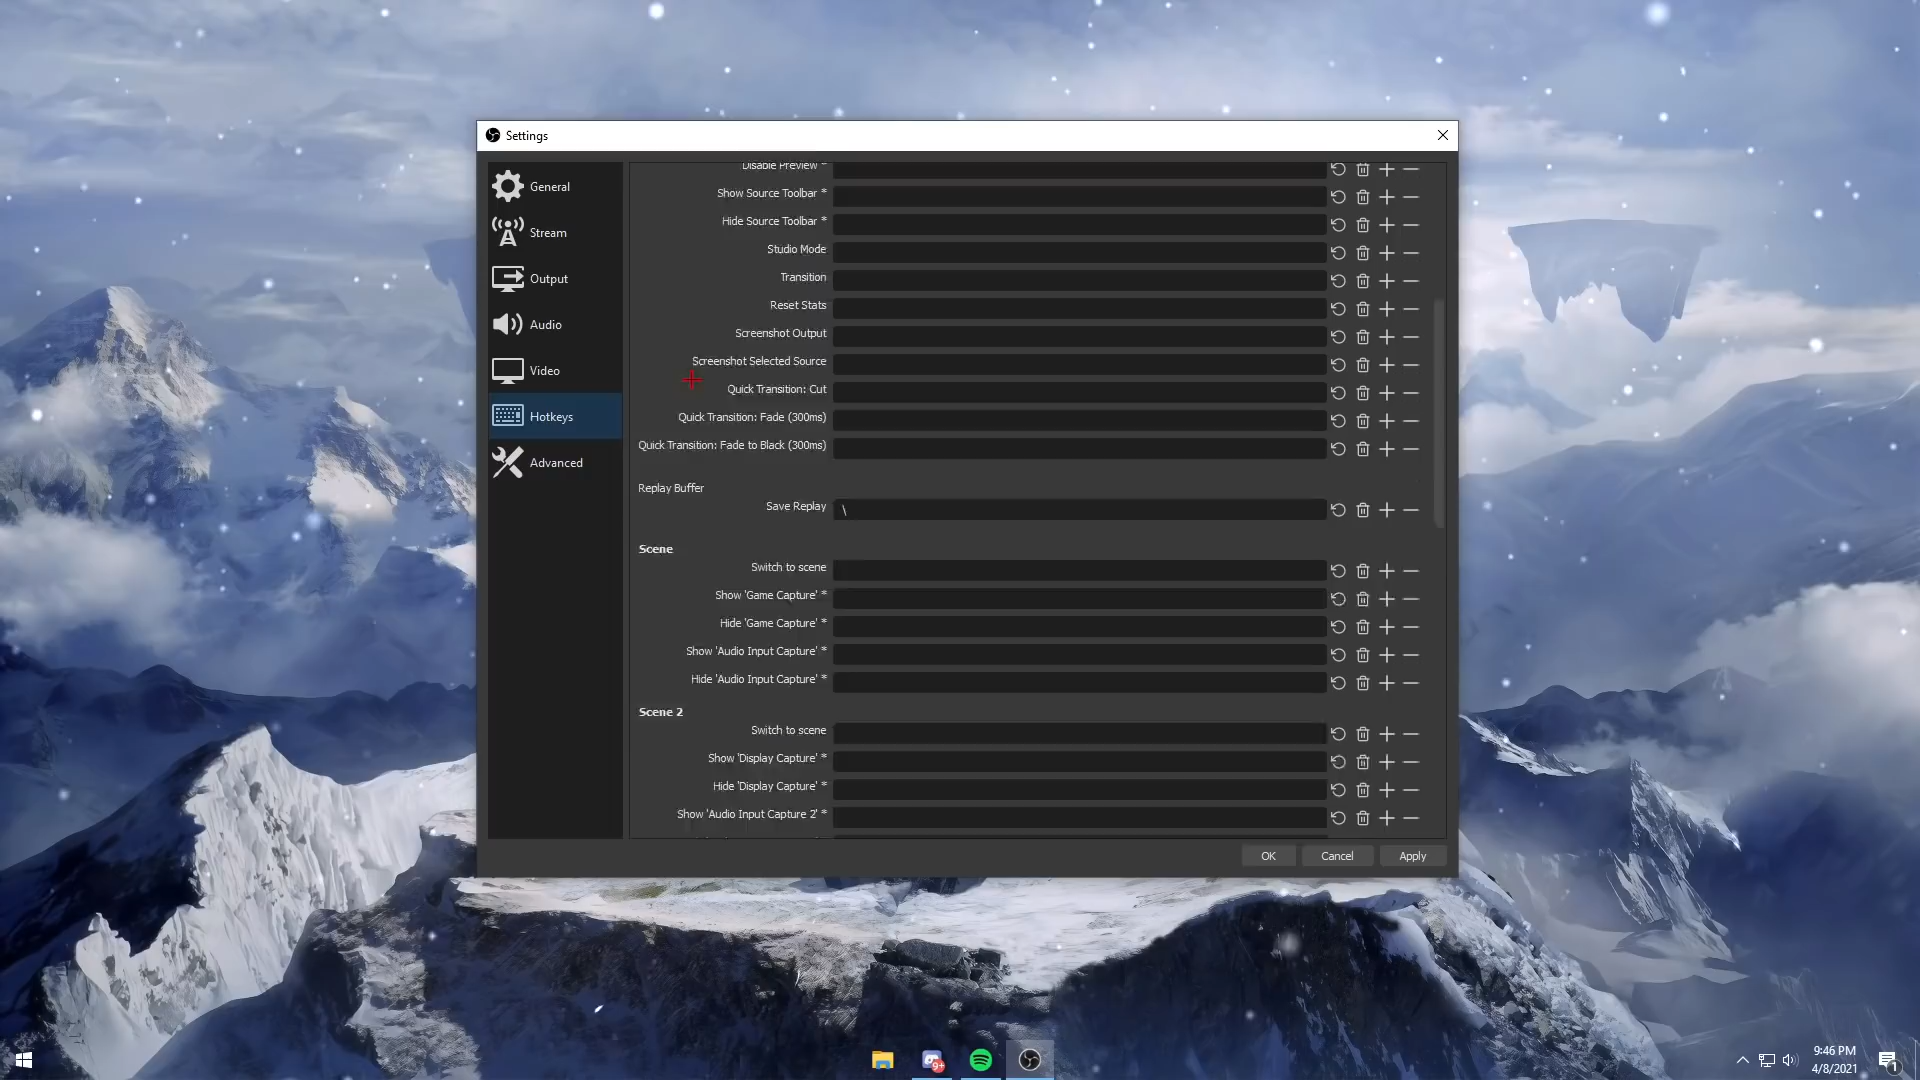 Settings
General
Stream
Output
Audio
Video
Hotkeys
Advanced
Disable Preview *
Show Source Toolbar *
Hide Source Toolbar *
Studio Mode
Transition
Reset Stats
Screenshot Output
Screenshot Selected Source
Quick Transition: Cut
Quick Transition: Fade (300ms)
Quick Transition: Fade to Black (300ms)
Replay Buffer
Save Replay \
Scene
Switch to scene
Show 'Game Capture' *
Hide 'Game Capture' *
Show 'Audio Input Capture' *
Hide 'Audio Input Capture' *
Scene 2
Switch to scene
Show 'Display Capture' *
Hide 'Display Capture' *
Show 'Audio Input Capture 2' *
OK Cancel Apply
9+
9:46 PM
4/8/2021
1